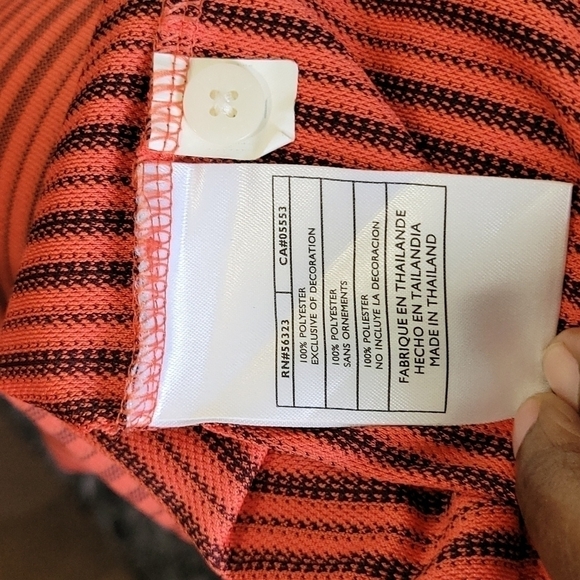 RN#56323 CA#05553
100% POLYESTER
EXCLUSIVE OF DECORATION
100% POLYESTER
SANS ORNEMENTS
100% POLIESTER
NO INCLUYE LA DECORACION
FABRIQUE EN THAILANDE
HECHO EN TAILANDIA
MADE IN THAILAND